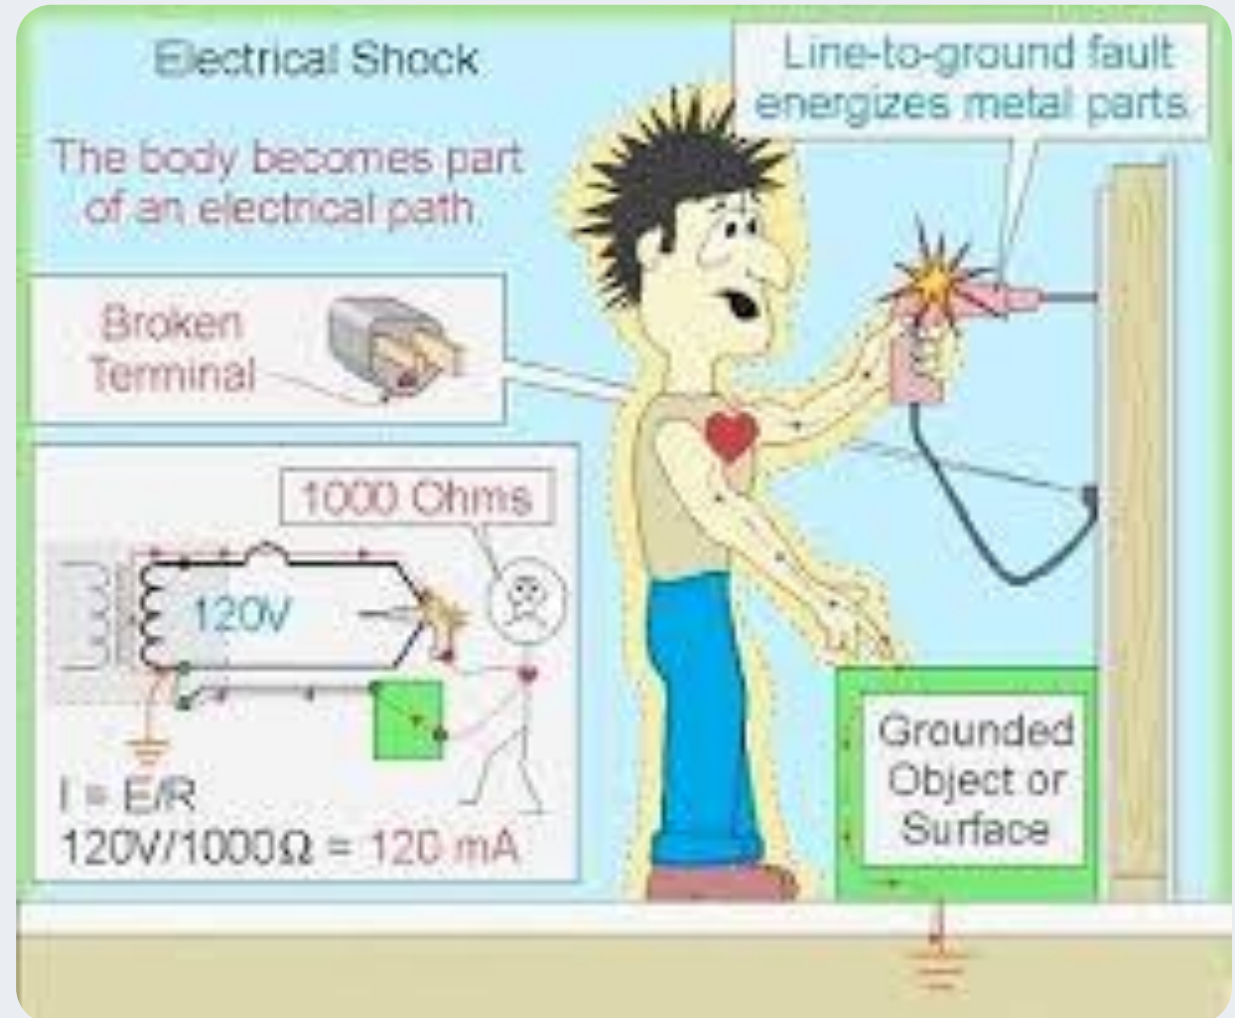 Electrical Shock
The body becomes part
of an electrical path
Line-to-ground fault
energizes metal parts
Broken
Terminal
1000 Ohms
120V
I = E/R
120V/1000Ω = 120 mA
Grounded
Object or
Surface